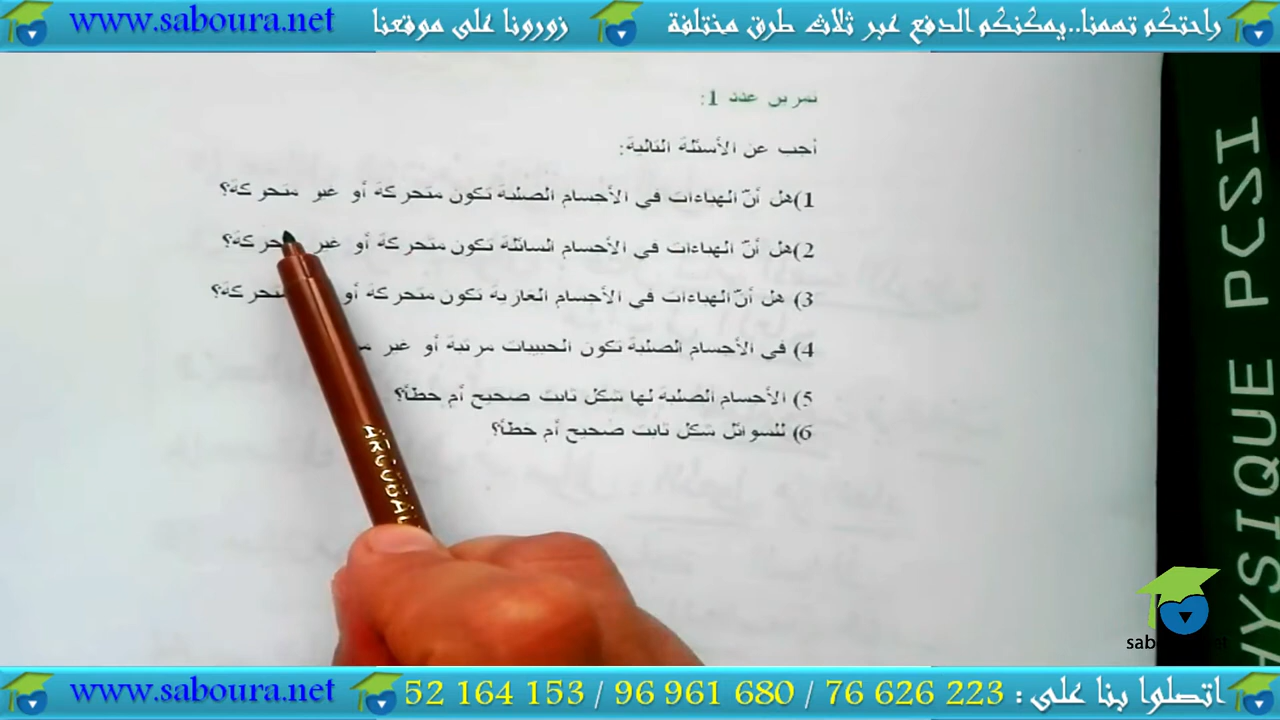 راحتكم تهمنا..يمكنكم الدفع عبر ثلاث طرق مختلفة زورونا على موقعنا www.saboura.net
تمرين عدد 1:
أجب عن الأسئلة التالية:
1)هل أنّ الهباءات في الأجسام الصلبة تكون متحركة أو غير متحركة؟
2)هل أنّ الهباءات في الأجسام السائلة تكون متحركة أو غير متحركة؟
3) هل أنّ الهباءات في الأجسام الغازية تكون متحركة أو متحركة؟
4) في الأجسام الصلبة تكون الحبيبات مرتبة أو غير
5) الأجسام الصلبة لها شكل ثابت صحيح أم خطأ؟
6) للسوائل شكل ثابت صحيح أم خطأ؟
ARCOBAL
HYSIQUE PCSI
اتصلوا بنا على : 52 164 153 / 96 961 680 / 76 626 223 www.saboura.net